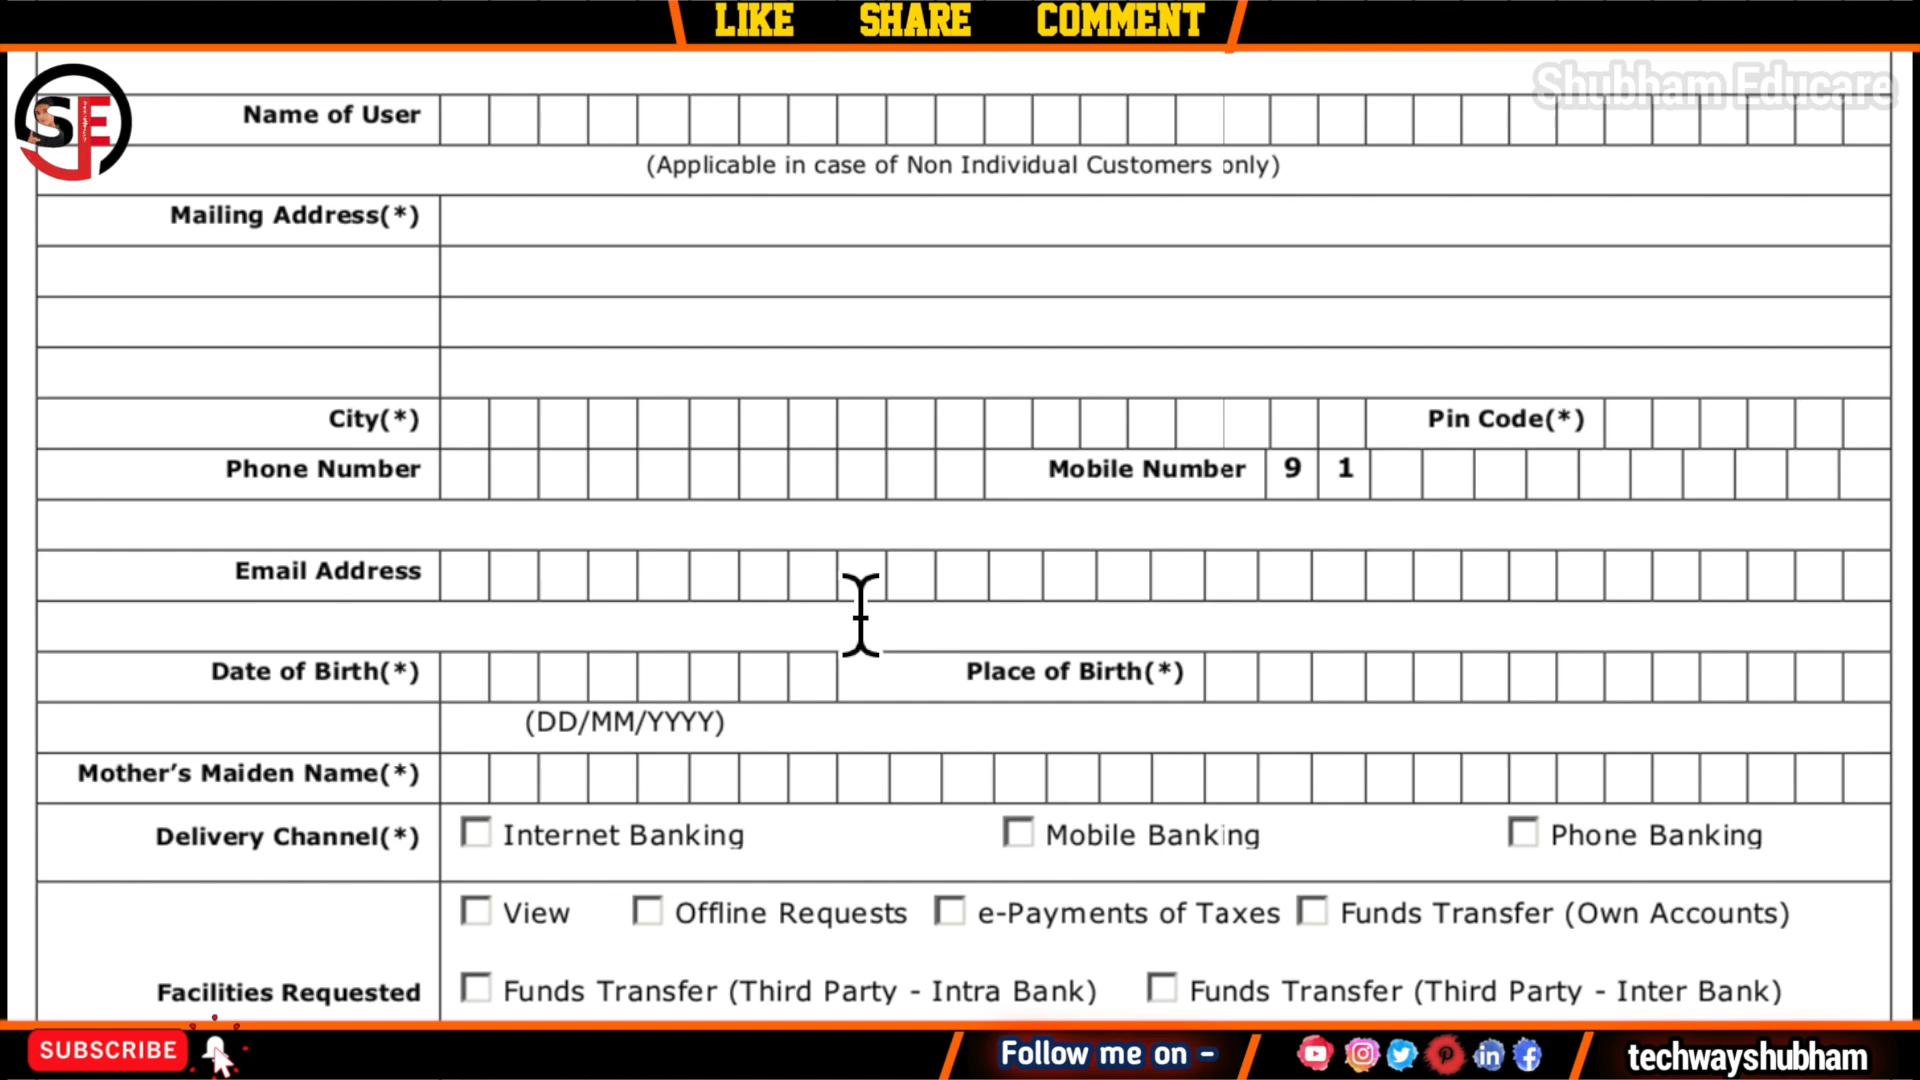 LIKE SHARE COMMENT
Shubham Educare
SE
Name of User
(Applicable in case of Non Individual Customers only)
Mailing Address(*)
City(*) Pin Code(*)
Phone Number Mobile Number 9 1
Email Address
Date of Birth(*) Place of Birth(*)
(DD/MM/YYYY)
Mother's Maiden Name(*)
Delivery Channel(*) Internet Banking Mobile Banking Phone Banking
View Offline Requests e-Payments of Taxes Funds Transfer (Own Accounts)
Facilities Requested Funds Transfer (Third Party - Intra Bank) Funds Transfer (Third Party - Inter Bank)
SUBSCRIBE Follow me on - techwayshubham